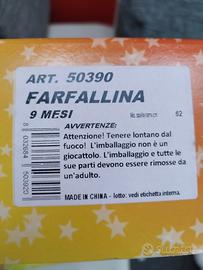 ART. 50390
FARFALLINA
9 MESI
62
AVVERTENZE:
Attenzione! Tenere lontano dal
fuoco! L'imballaggio non è un
giocattolo. L'imballaggio e tutte le
sue parti devono essere rimosse da
un'adulto.
MADE IN CHINA - lotto: vedi etichetta interna.